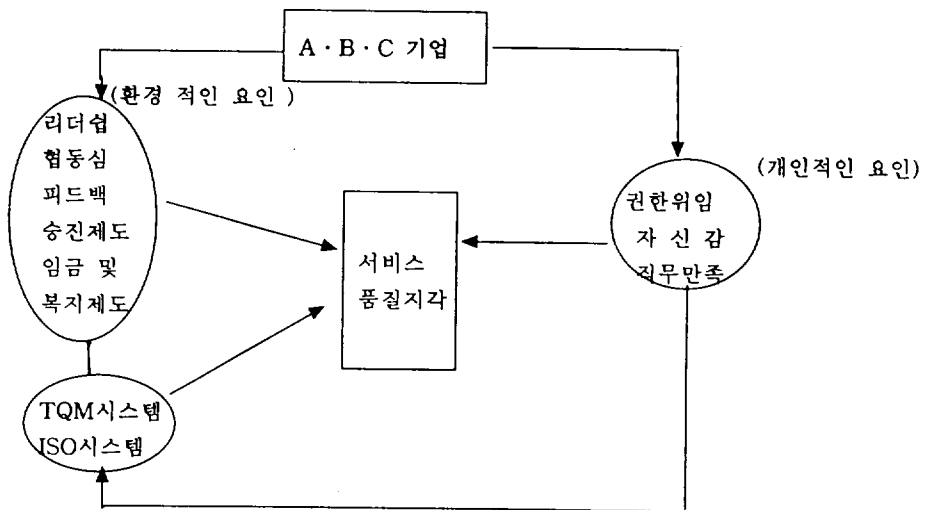 A · B · C 기업
(환경 적인 요인 )
리더쉽
협동심
피드백
승진제도
임금 및
복지제도
(개인적인 요인)
권한위임
자 신 감
직무만족
서비스
품질지각
TQM시스템
ISO시스템